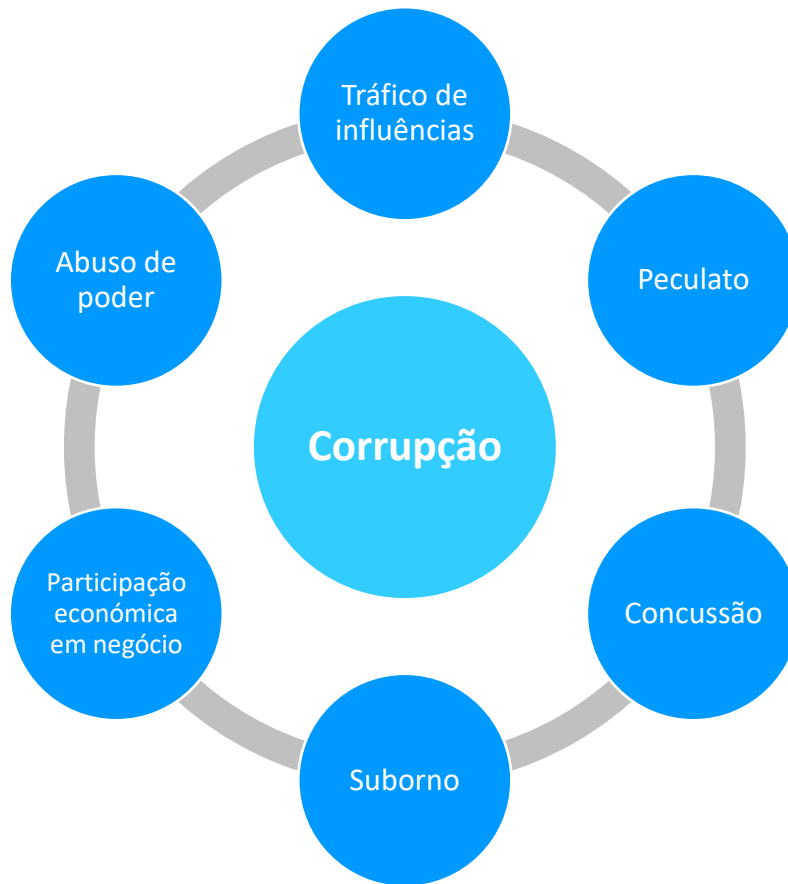 Tráfico de
influências
Abuso de
poder
Peculato
Corrupção
Participação
económica
em negócio
Concussão
Suborno